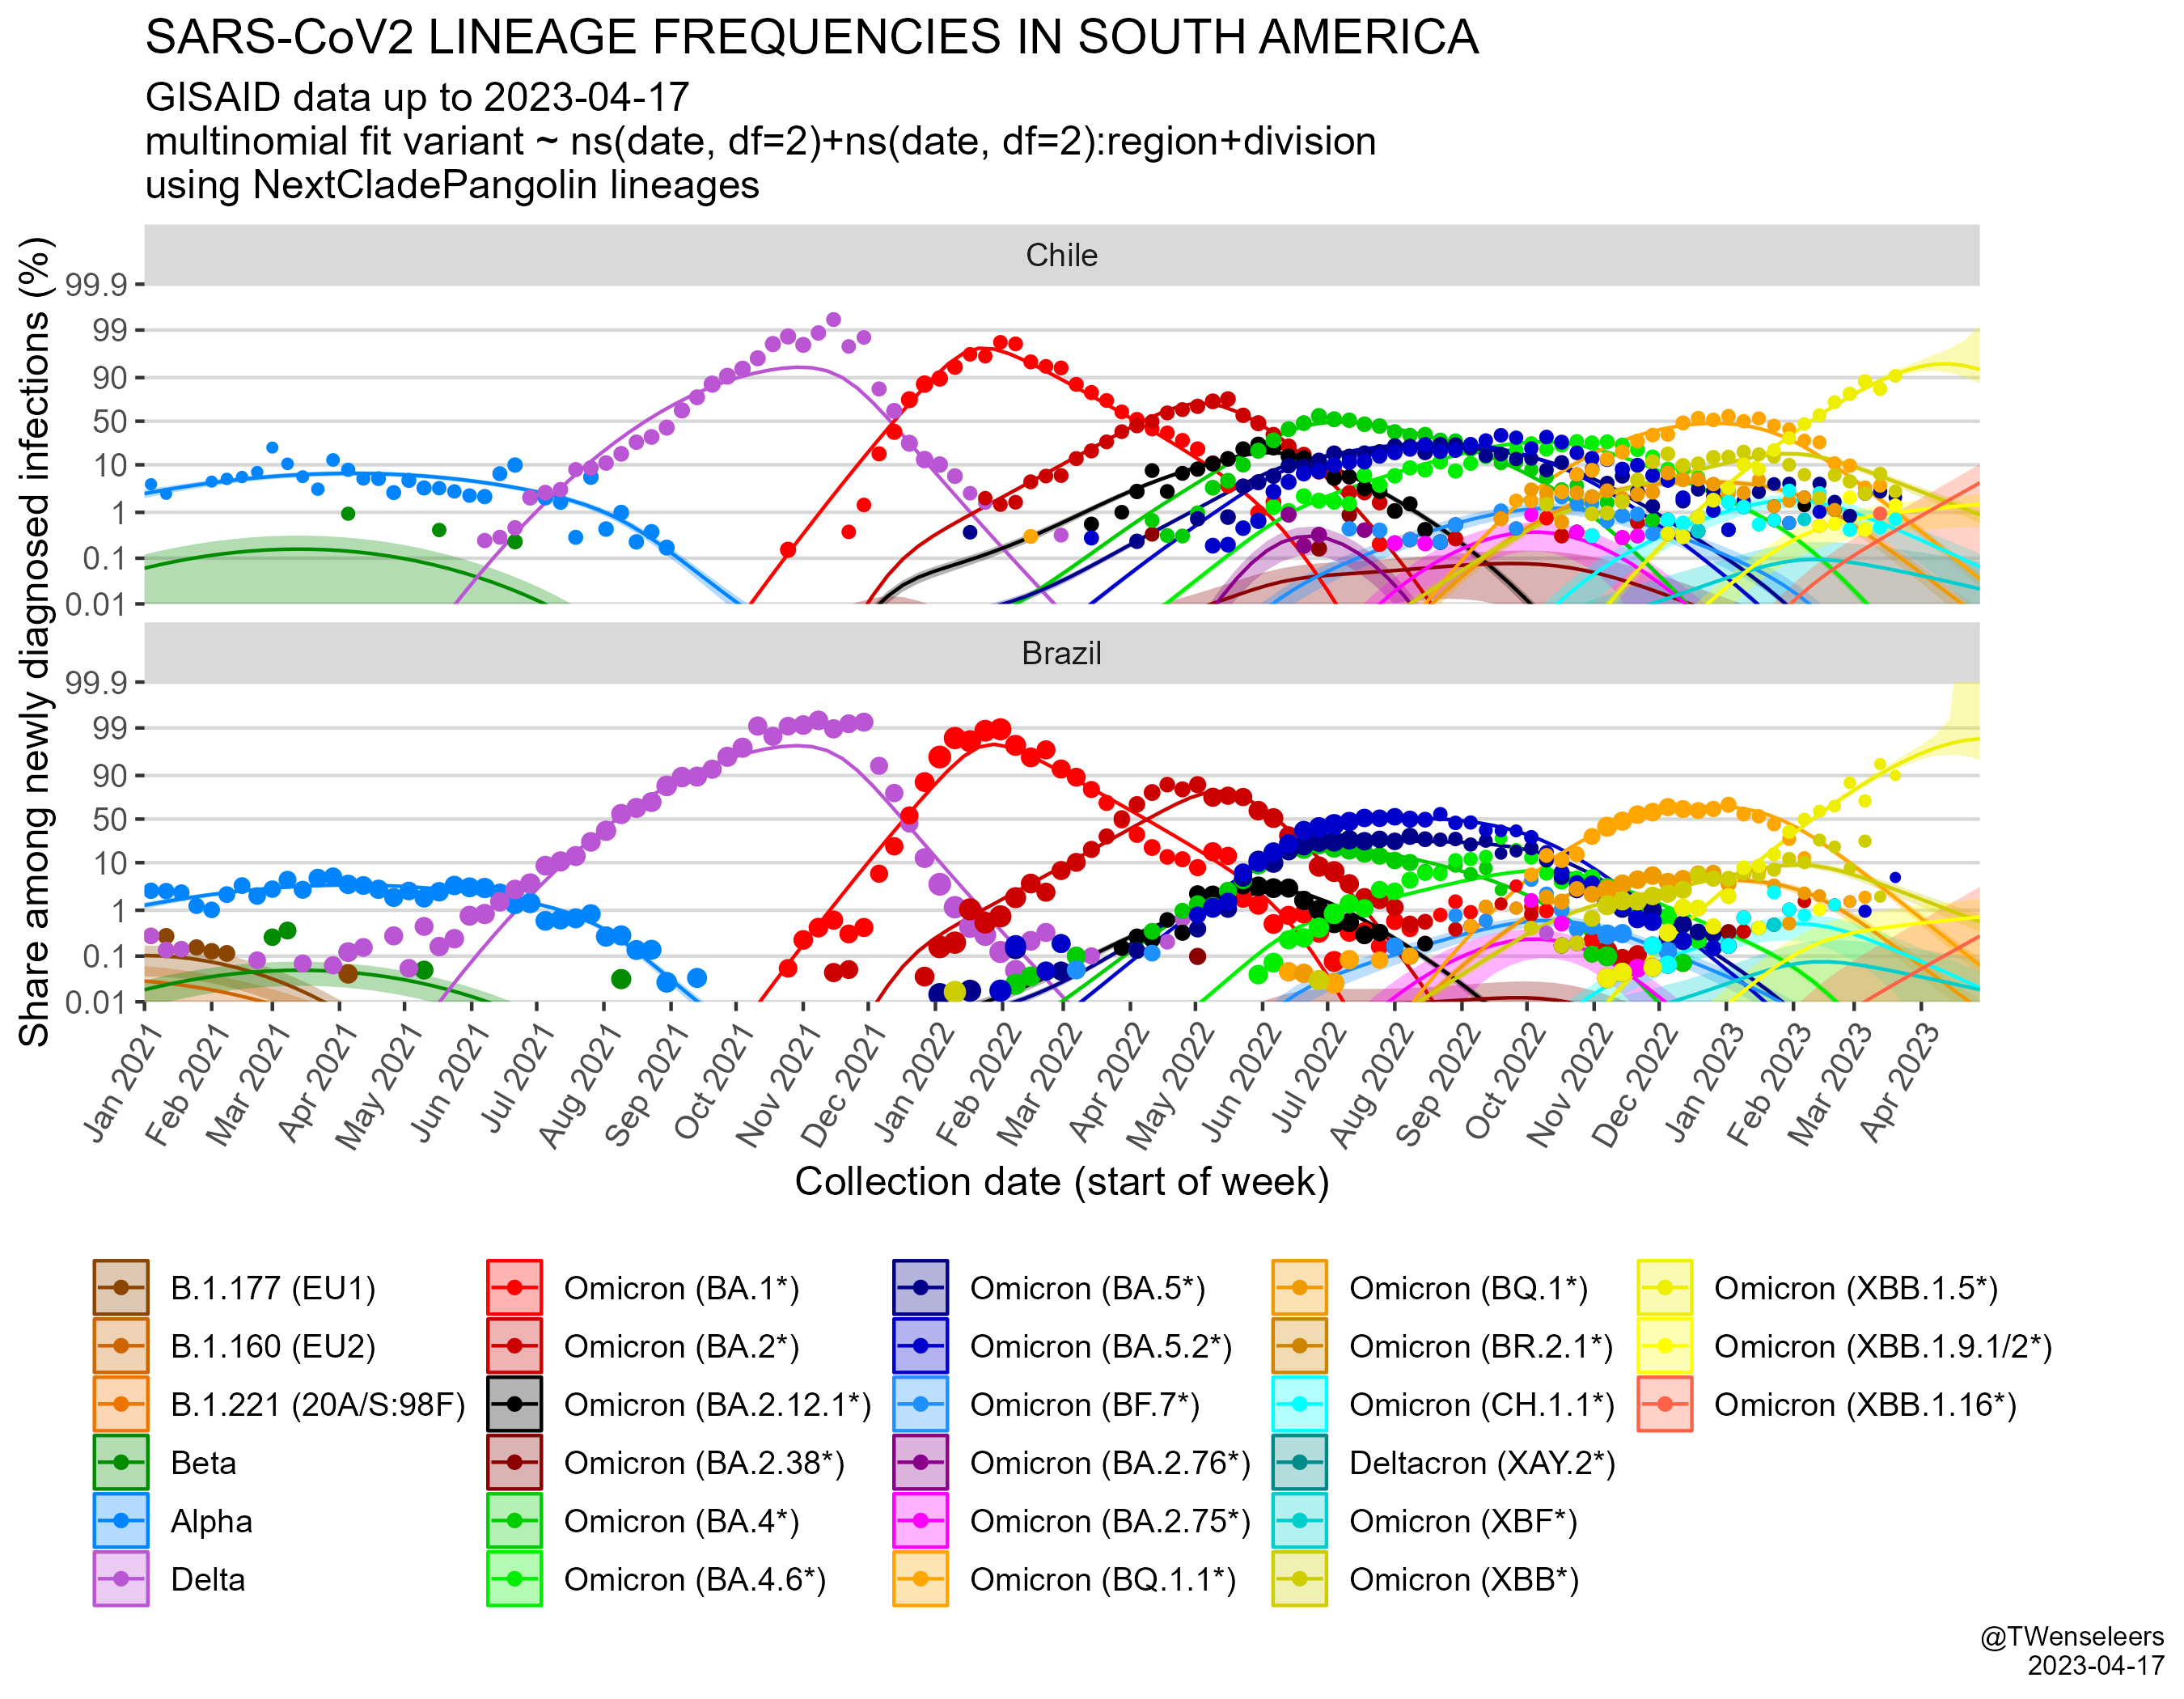 SARS-CoV2 LINEAGE FREQUENCIES IN SOUTH AMERICA
GISAID data up to 2023-04-17
multinomial fit variant ~ ns(date, df=2)+ns(date, df=2):region+division
using NextCladePangolin lineages
Share among newly diagnosed infections (%)
Chile
99.9
99
90
50
10
1
0.1
0.01
Brazil
99.9
99
90
50
10
1
0.1
0.01
Jan 2021
Feb 2021
Mar 2021
Apr 2021
May 2021
Jun 2021
Jul 2021
Aug 2021
Sep 2021
Oct 2021
Nov 2021
Dec 2021
Jan 2022
Feb 2022
Mar 2022
Apr 2022
May 2022
Jun 2022
Jul 2022
Aug 2022
Sep 2022
Oct 2022
Nov 2022
Dec 2022
Jan 2023
Feb 2023
Mar 2023
Apr 2023
Collection date (start of week)
B.1.177 (EU1)
B.1.160 (EU2)
B.1.221 (20A/S:98F)
Beta
Alpha
Delta
Omicron (BA.1*)
Omicron (BA.2*)
Omicron (BA.2.12.1*)
Omicron (BA.2.38*)
Omicron (BA.4*)
Omicron (BA.4.6*)
Omicron (BA.5*)
Omicron (BA.5.2*)
Omicron (BF.7*)
Omicron (BA.2.76*)
Omicron (BA.2.75*)
Omicron (BQ.1.1*)
Omicron (BQ.1*)
Omicron (BR.2.1*)
Omicron (CH.1.1*)
Deltacron (XAY.2*)
Omicron (XBF*)
Omicron (XBB*)
Omicron (XBB.1.5*)
Omicron (XBB.1.9.1/2*)
Omicron (XBB.1.16*)
@TWenseleers
2023-04-17